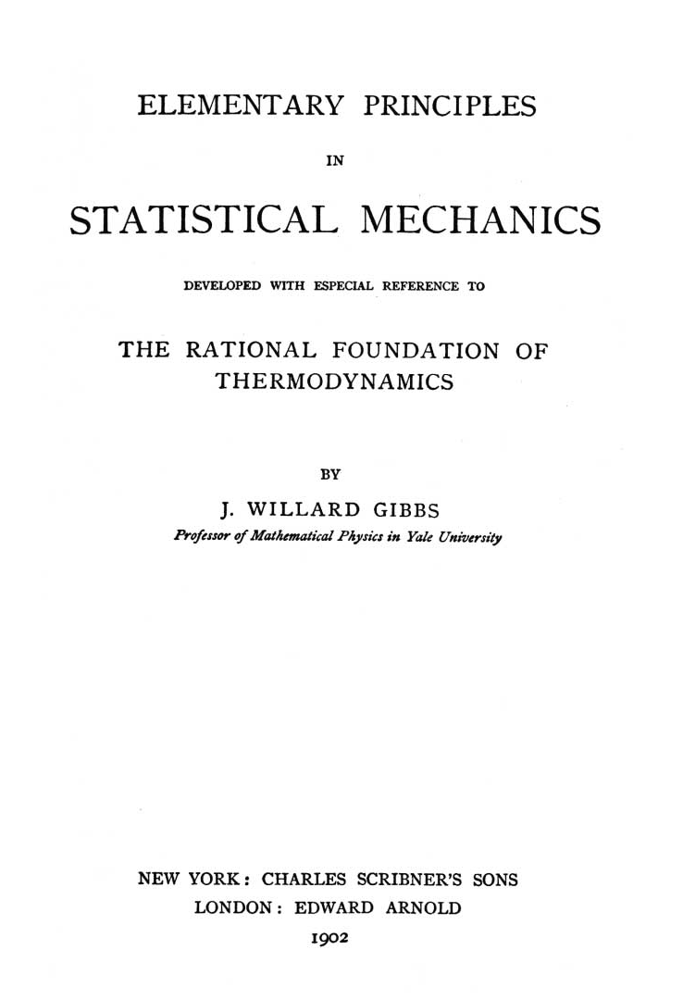 ELEMENTARY PRINCIPLES
IN
STATISTICAL MECHANICS
DEVELOPED WITH ESPECIAL REFERENCE TO
THE RATIONAL FOUNDATION OF
THERMODYNAMICS
BY
J. WILLARD GIBBS
Professor of Mathematical Physics in Yale University
NEW YORK: CHARLES SCRIBNER'S SONS
LONDON: EDWARD ARNOLD
1902